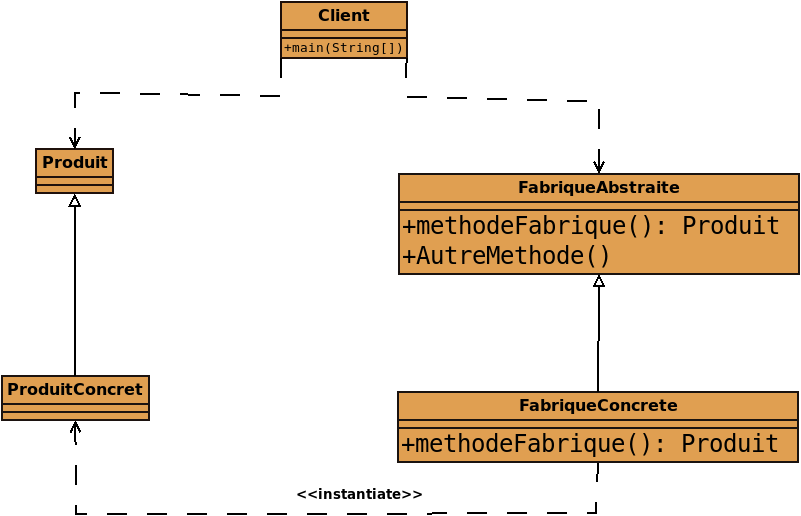 Client
+main(String[])
Produit
FabriqueAbstraite
+methodeFabrique(): Produit
+AutreMethode()
ProduitConcret
FabriqueConcrete
+methodeFabrique(): Produit
<<instantiate>>